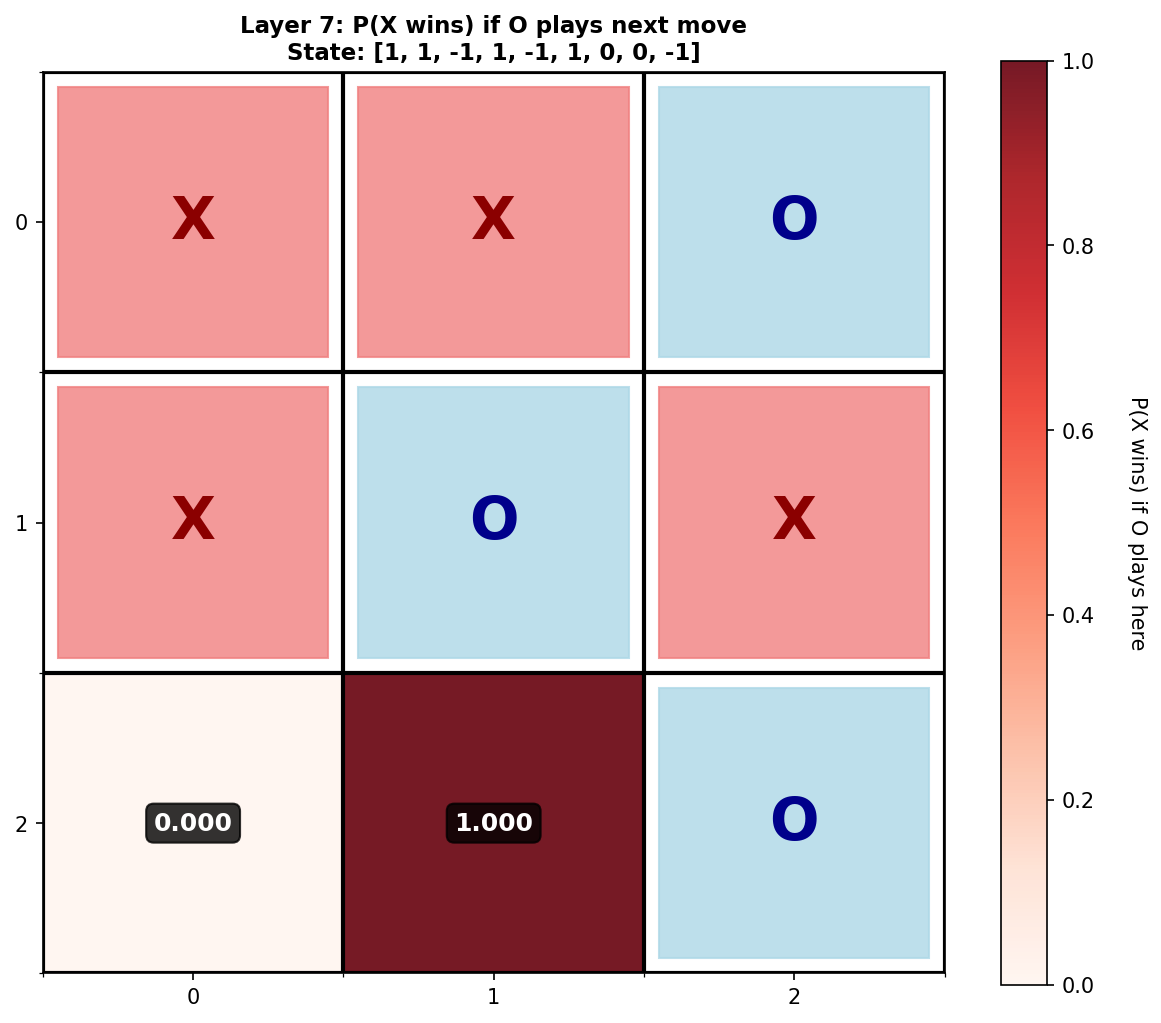 Layer 7: P(X wins) if O plays next move
State: [1, 1, -1, 1, -1, 1, 0, 0, -1]
0
X
X
O
1
X
O
X
2
0.000
1.000
O
0
1
2
1.0
0.8
0.6
0.4
0.2
0.0
P(X wins) if O plays here